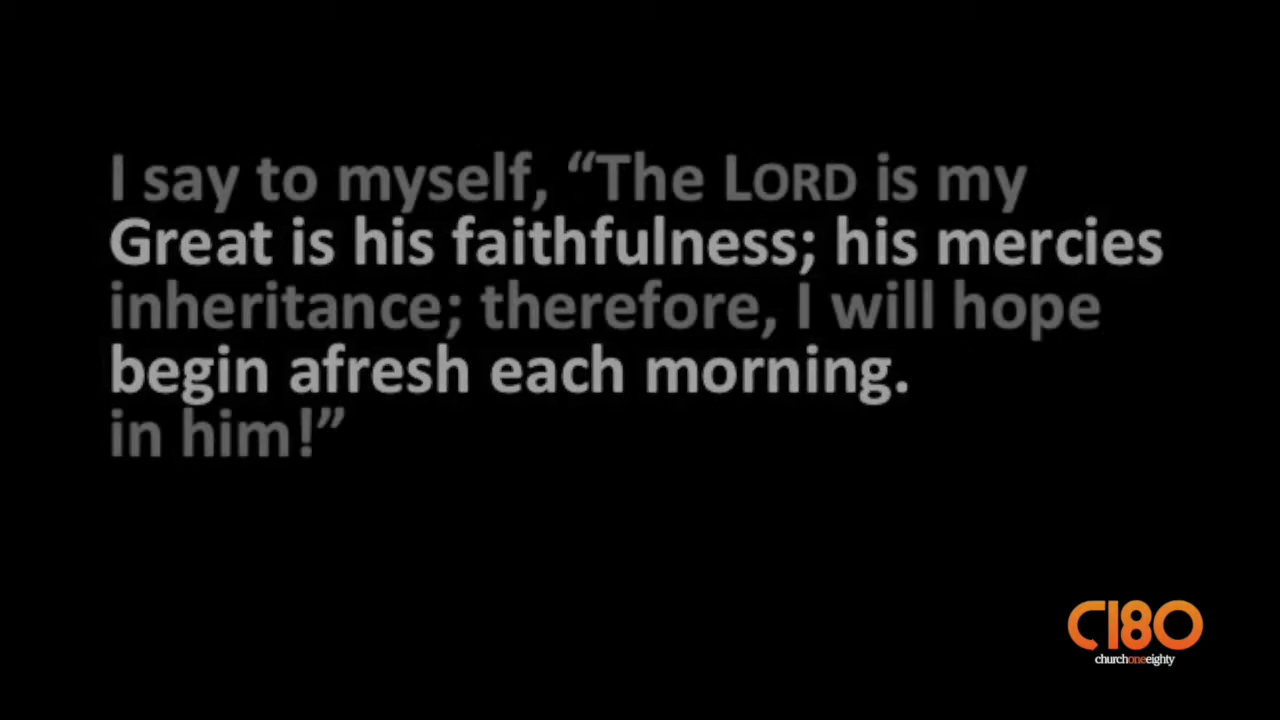 I say to myself, “The LORD is my
Great is his faithfulness; his mercies
inheritance; therefore, I will hope
begin afresh each morning.
in him!”
C180
churchoneeighty